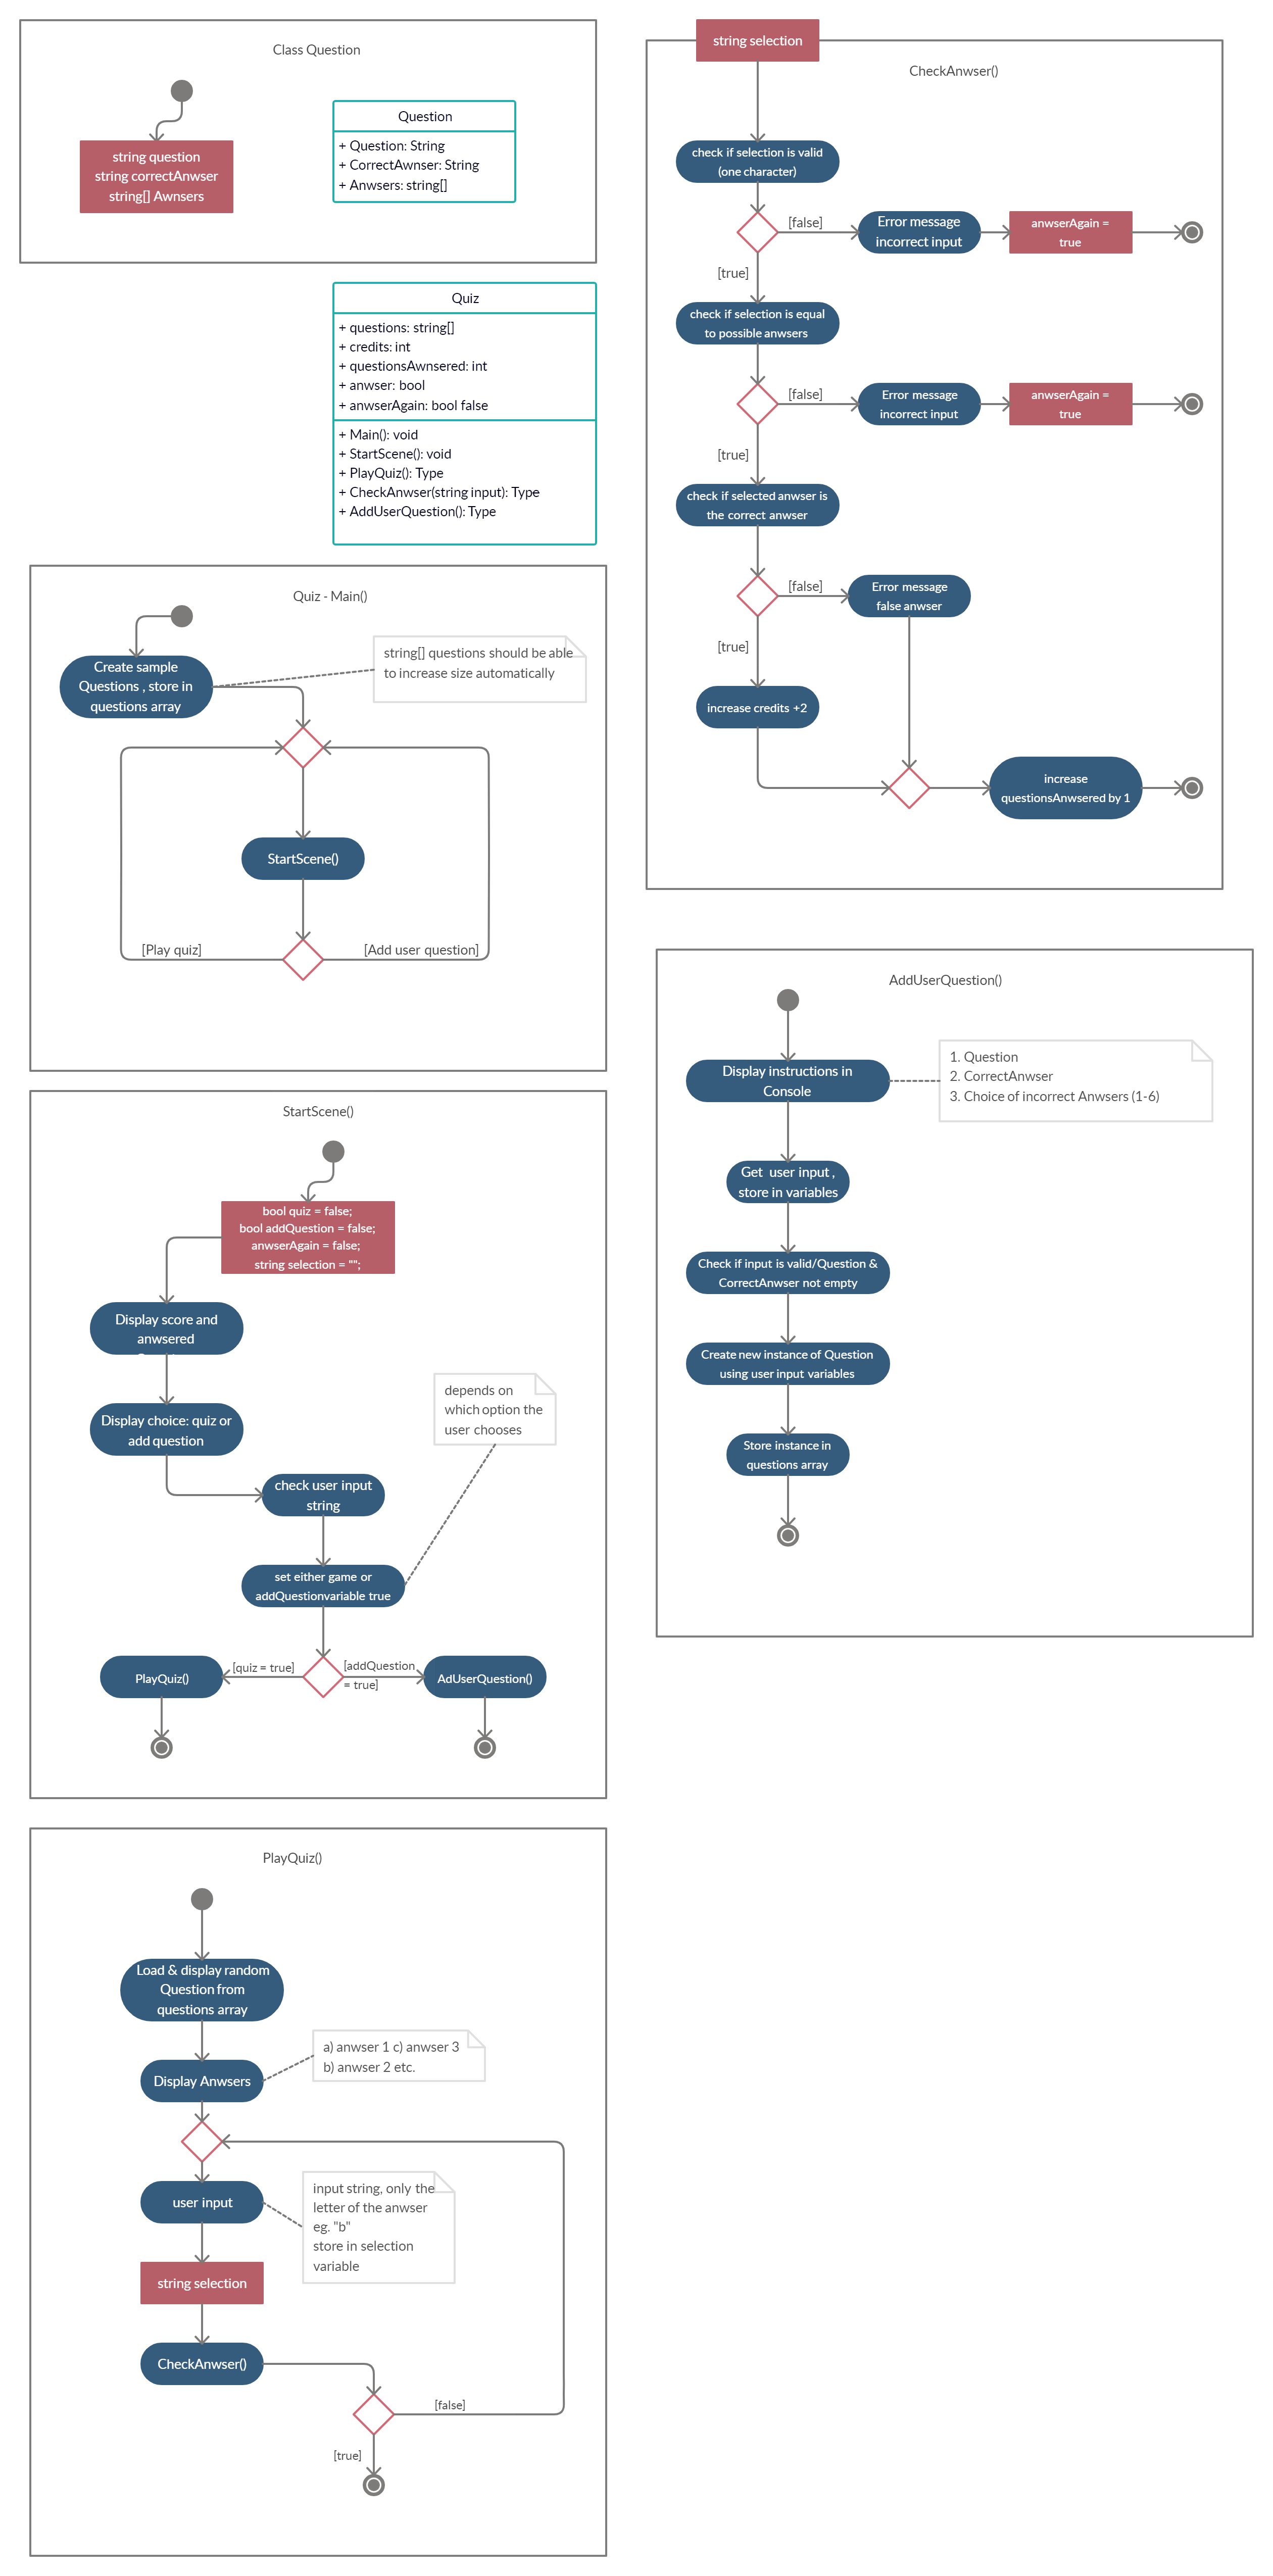 Class Question
string question
string correctAnwser
string[] Awnsers
Question
+ Question: String
+ CorrectAwnser: String
+ Anwsers: string[]
Quiz
+ questions: string[]
+ credits: int
+ questionsAwnsered: int
+ anwser: bool
+ anwserAgain: bool false
+ Main(): void
+ StartScene(): void
+ PlayQuiz(): Type
+ CheckAnwser(string input): Type
+ AddUserQuestion(): Type
Quiz - Main()
Create sample
Questions , store in
questions array
string[] questions should be able
to increase size automatically
StartScene()
[Play quiz]
[Add user question]
StartScene()
bool quiz = false;
bool addQuestion = false;
anwserAgain = false;
string selection = "";
Display score and
anwsered
Display choice: quiz or
add question
depends on
which option the
user chooses
check user input
string
set either game or
addQuestionvariable true
PlayQuiz()
[quiz = true]
[addQuestion
= true]
AdUserQuestion()
PlayQuiz()
Load & display random
Question from
questions array
Display Anwsers
a) anwser 1 c) anwser 3
b) anwser 2 etc.
user input
input string, only the
letter of the anwser
eg. "b"
store in selection
variable
string selection
CheckAnwser()
[false]
[true]
string selection
CheckAnwser()
check if selection is valid
(one character)
[false]
Error message
incorrect input
anwserAgain =
true
[true]
check if selection is equal
to possible anwsers
[false]
Error message
incorrect input
anwserAgain =
true
[true]
check if selected anwser is
the correct anwser
[false]
Error message
false anwser
[true]
increase credits +2
increase
questionsAnwsered by 1
AddUserQuestion()
Display instructions in
Console
1. Question
2. CorrectAnwser
3. Choice of incorrect Anwsers (1-6)
Get user input ,
store in variables
Check if input is valid/Question &
CorrectAnwser not empty
Create new instance of Question
using user input variables
Store instance in
questions array